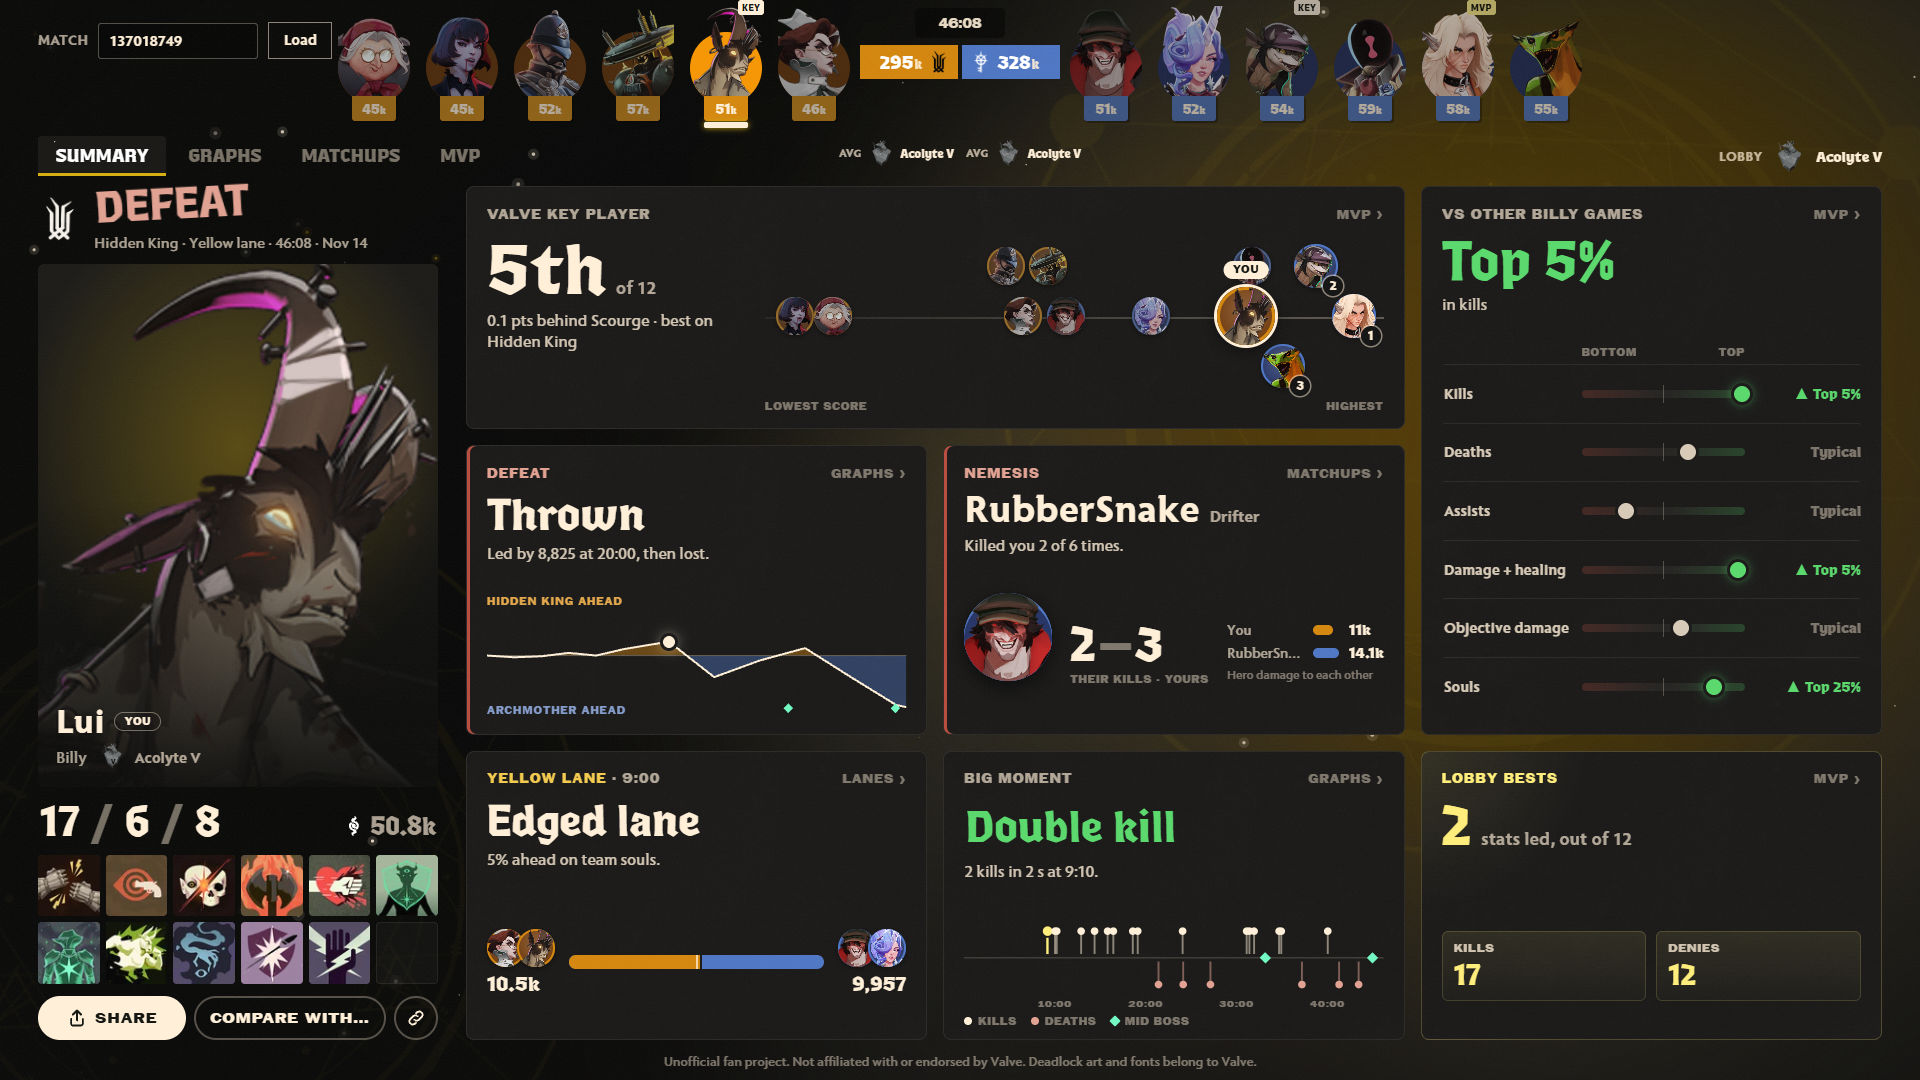 MATCH 137018749 Load
KEY
KEY
MVP
46:08
295k 328k
45k 45k 52k 57k 51k 46k
51k 52k 54k 59k 58k 55k
SUMMARY GRAPHS MATCHUPS MVP
AVG Acolyte V AVG Acolyte V
LOBBY Acolyte V
DEFEAT
Hidden King · Yellow lane · 46:08 · Nov 14
Lui YOU
Billy Acolyte V
17 / 6 / 8 50.8k
SHARE COMPARE WITH...
VALVE KEY PLAYER MVP ›
5th of 12
0.1 pts behind Scourge · best on
Hidden King
YOU
2
1
3
LOWEST SCORE HIGHEST
DEFEAT GRAPHS ›
Thrown
Led by 8,825 at 20:00, then lost.
HIDDEN KING AHEAD
ARCHMOTHER AHEAD
NEMESIS MATCHUPS ›
RubberSnake Drifter
Killed you 2 of 6 times.
2—3
THEIR KILLS · YOURS
You 11k
RubberSn... 14.1k
Hero damage to each other
YELLOW LANE · 9:00 LANES ›
Edged lane
5% ahead on team souls.
10.5k 9,957
BIG MOMENT GRAPHS ›
Double kill
2 kills in 2 s at 9:10.
10:00 20:00 30:00 40:00
KILLS DEATHS MID BOSS
VS OTHER BILLY GAMES MVP ›
Top 5%
in kills
BOTTOM TOP
Kills ▲ Top 5%
Deaths Typical
Assists Typical
Damage + healing ▲ Top 5%
Objective damage Typical
Souls ▲ Top 25%
LOBBY BESTS MVP ›
2 stats led, out of 12
KILLS
17
DENIES
12
Unofficial fan project. Not affiliated with or endorsed by Valve. Deadlock art and fonts belong to Valve.